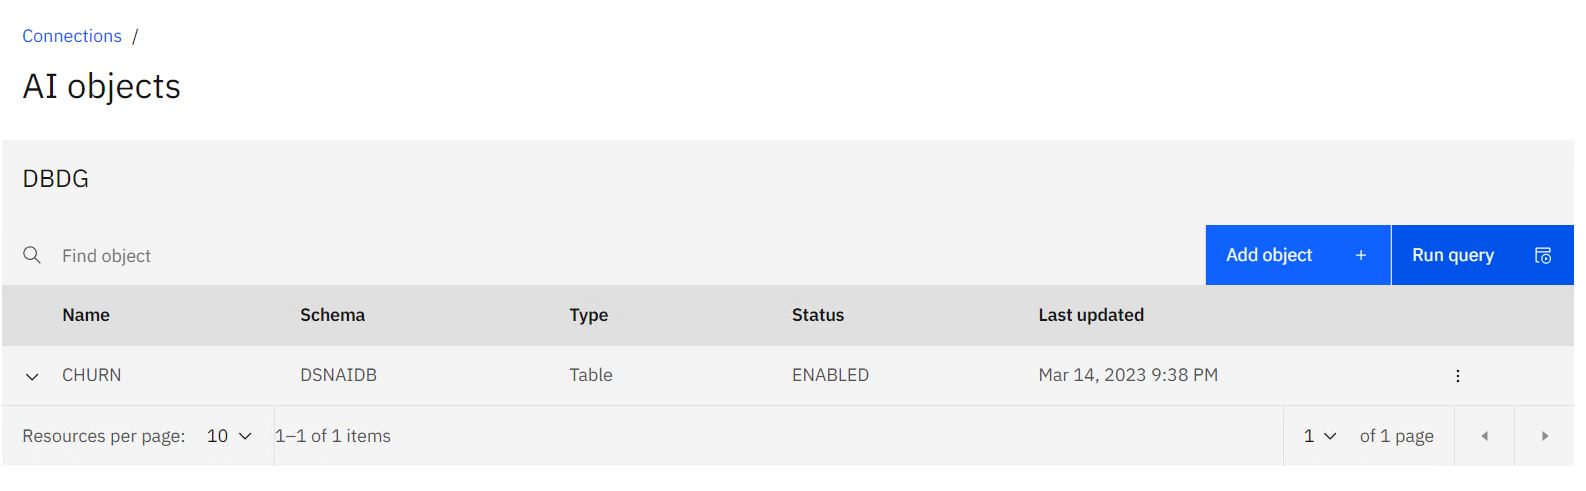 Connections /
AI objects
DBDG
Find object Add object + Run query
Name Schema Type Status Last updated
CHURN DSNAIDB Table ENABLED Mar 14, 2023 9:38 PM
Resources per page: 10 1–1 of 1 items 1 of 1 page